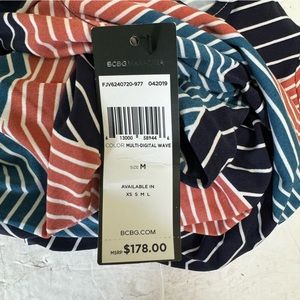 BCBGMAXAZRIA
FJV6240720-977 042019
13000 58944
COLOR: MULTI-DIGITAL WAVE
SIZE M
AVAILABLE IN
XS S M L
BCBG.COM
MSRP $178.00